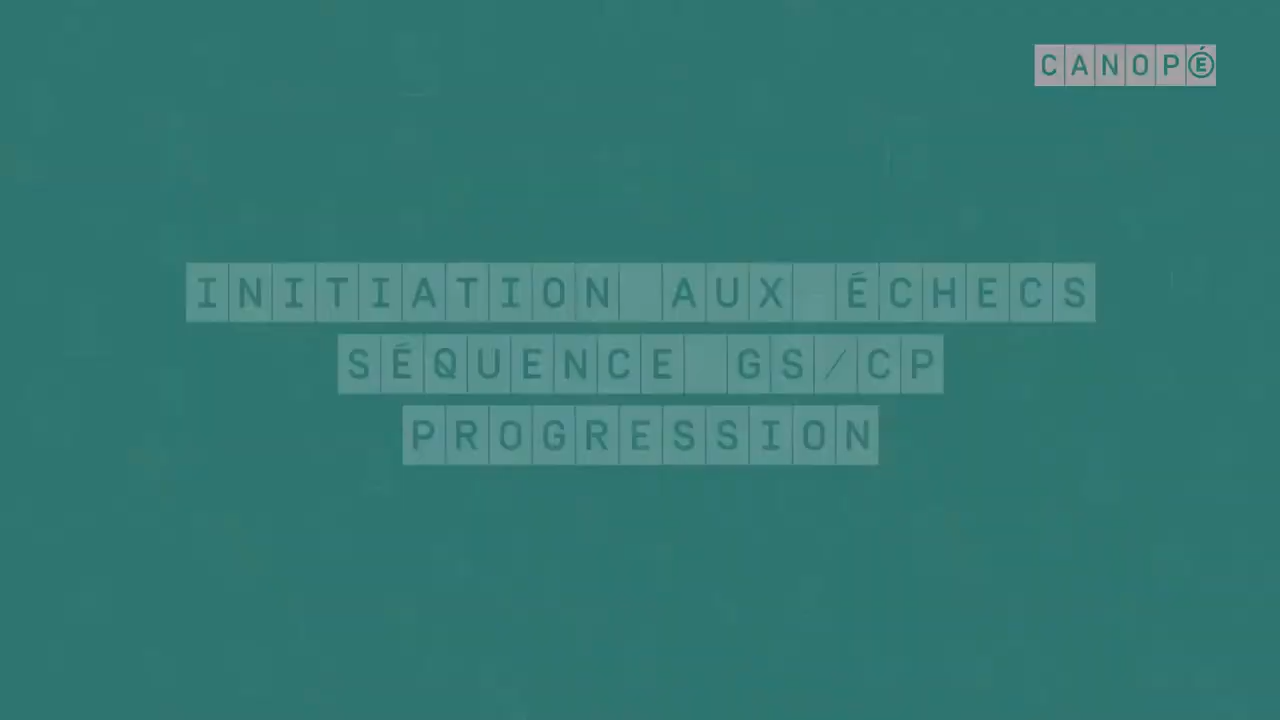 CANOPÉ
INITIATION AUX ÉCHECS
SÉQUENCE GS/CP
PROGRESSION